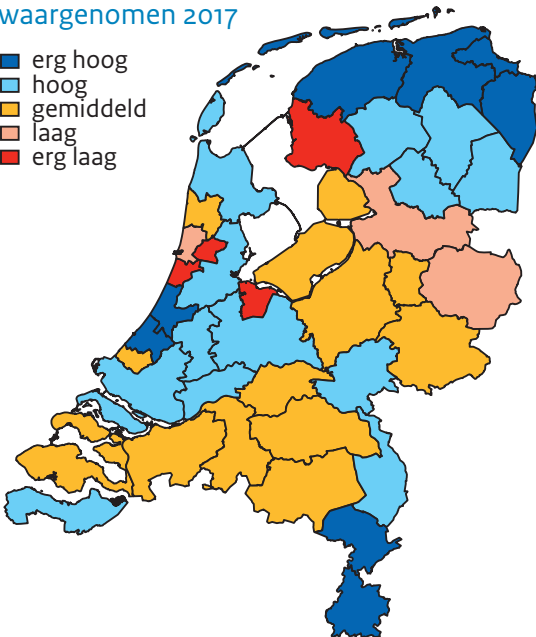 waargenomen 2017
erg hoog
hoog
gemiddeld
laag
erg laag